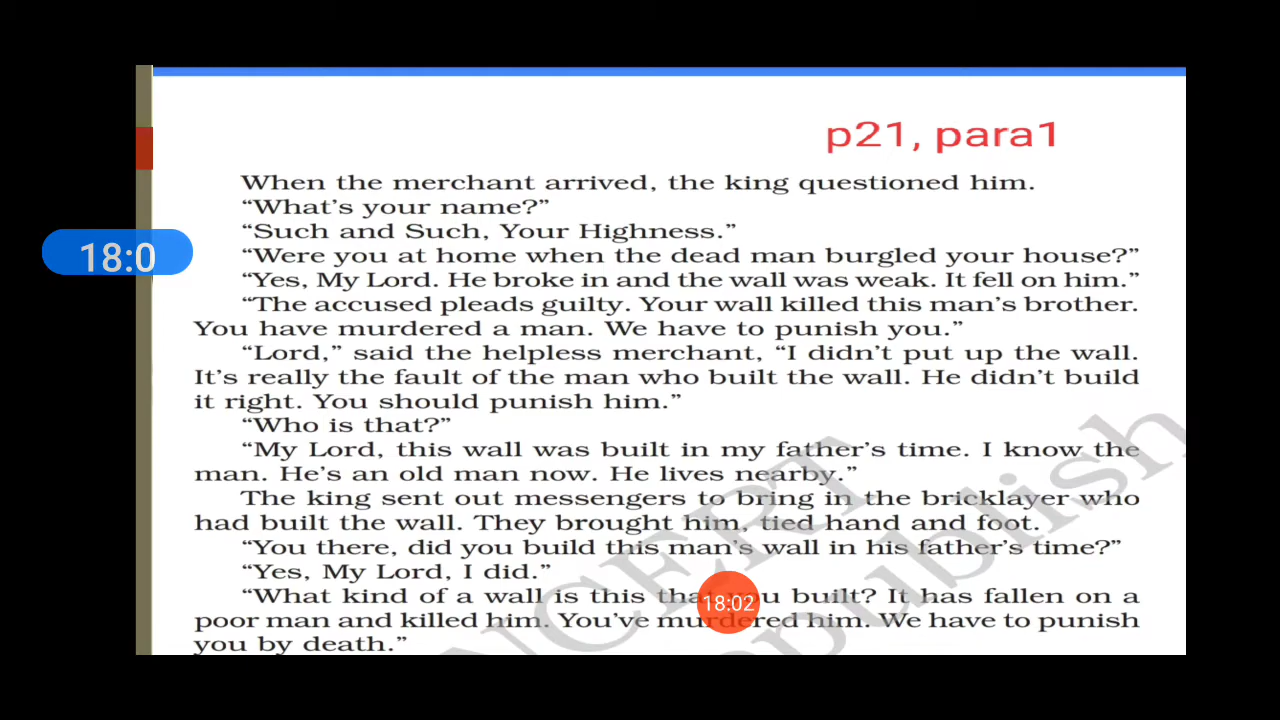 p21, para1
When the merchant arrived, the king questioned him.
“What’s your name?”
“Such and Such, Your Highness.”
18:0
“Were you at home when the dead man burgled your house?”
“Yes, My Lord. He broke in and the wall was weak. It fell on him.”
“The accused pleads guilty. Your wall killed this man’s brother.
You have murdered a man. We have to punish you.”
“Lord,” said the helpless merchant, “I didn’t put up the wall.
It’s really the fault of the man who built the wall. He didn’t build
it right. You should punish him.”
“Who is that?”
“My Lord, this wall was built in my father’s time. I know the
man. He’s an old man now. He lives nearby.”
The king sent out messengers to bring in the bricklayer who
had built the wall. They brought him, tied hand and foot.
“You there, did you build this man’s wall in his father’s time?”
“Yes, My Lord, I did.”
“What kind of a wall is this that you built? It has fallen on a
18:02
poor man and killed him. You’ve murdered him. We have to punish
you by death.”
NCERT